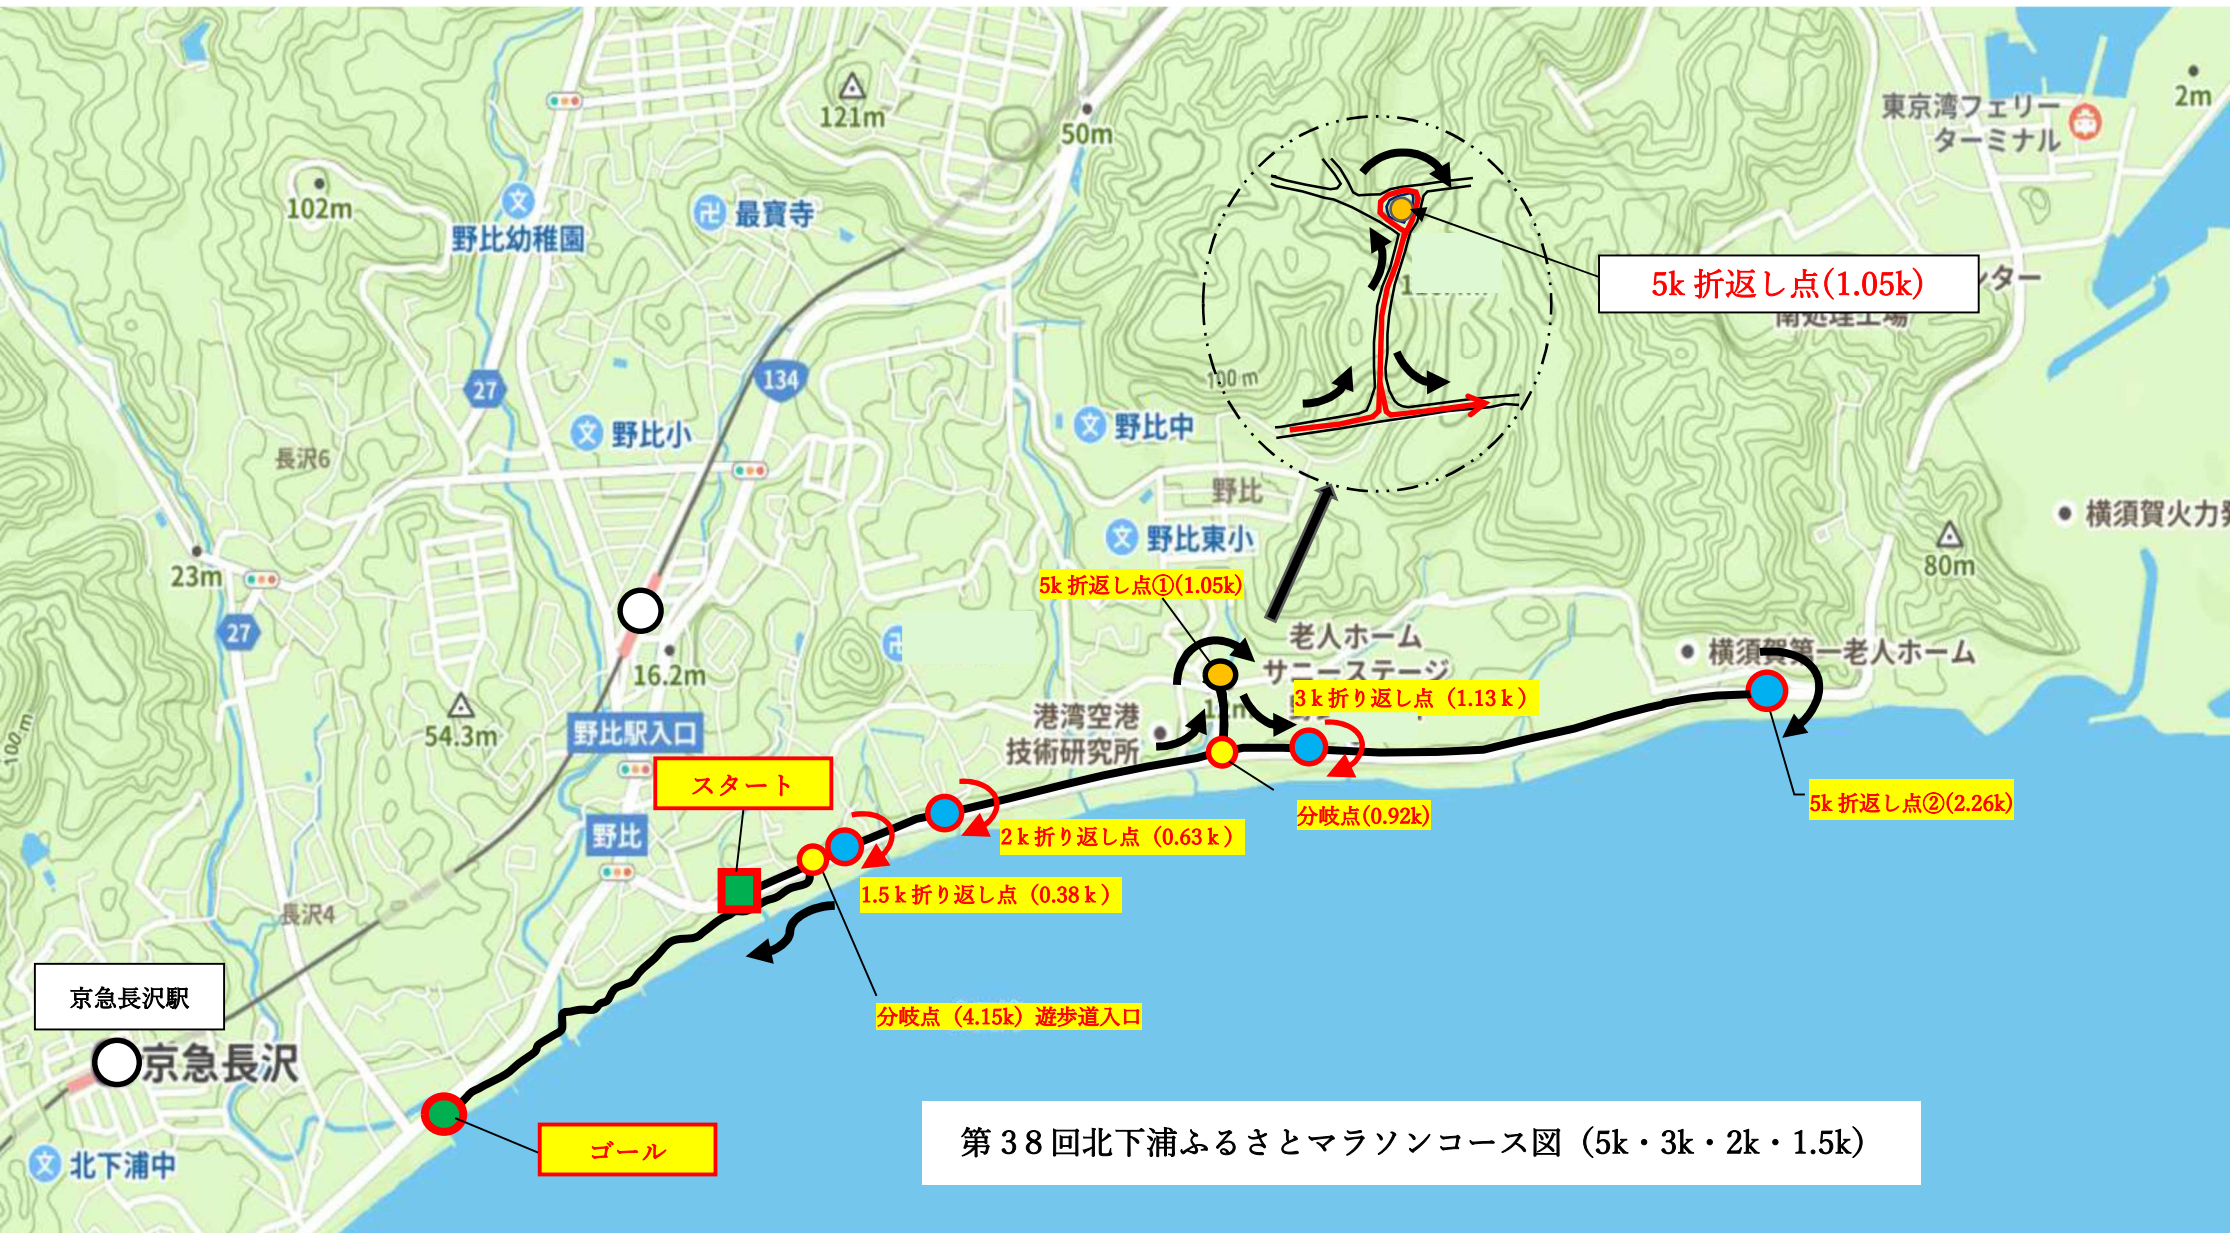 121m
50m
東京湾フェリー
ターミナル
2m
102m
野比幼稚園
最寶寺
5k 折返し点(1.05k)
ンター
南処理工場
134
27
100 m
野比小
野比中
長沢6
野比
野比東小
横須賀火力発
80m
23m
27
5k 折返し点①(1.05k)
16.2m
老人ホーム
サニーステージ
横須賀第一老人ホーム
3ｋ折り返し点（1.13ｋ）
54.3m
野比駅入口
港湾空港
技術研究所
100 m
スタート
5k 折返し点②(2.26k)
分岐点(0.92k)
2ｋ折り返し点（0.63ｋ）
野比
1.5ｋ折り返し点（0.38ｋ）
長沢4
京急長沢駅
分岐点（4.15k）遊歩道入口
京急長沢
ゴール
北下浦中
第３８回北下浦ふるさとマラソンコース図（5k・3k・2k・1.5k）